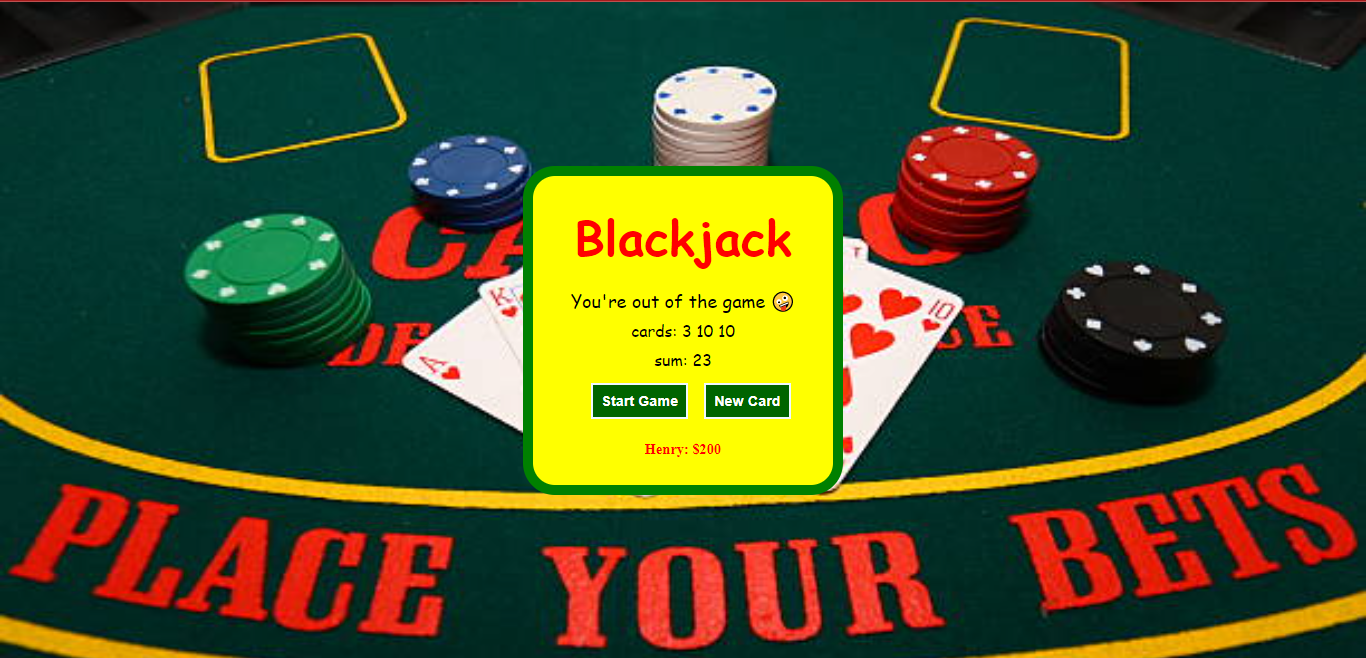 Blackjack
You're out of the game 🤪
cards: 3 10 10
sum: 23
Start Game New Card
Henry: $200
K
A
10
PLACE YOUR BETS